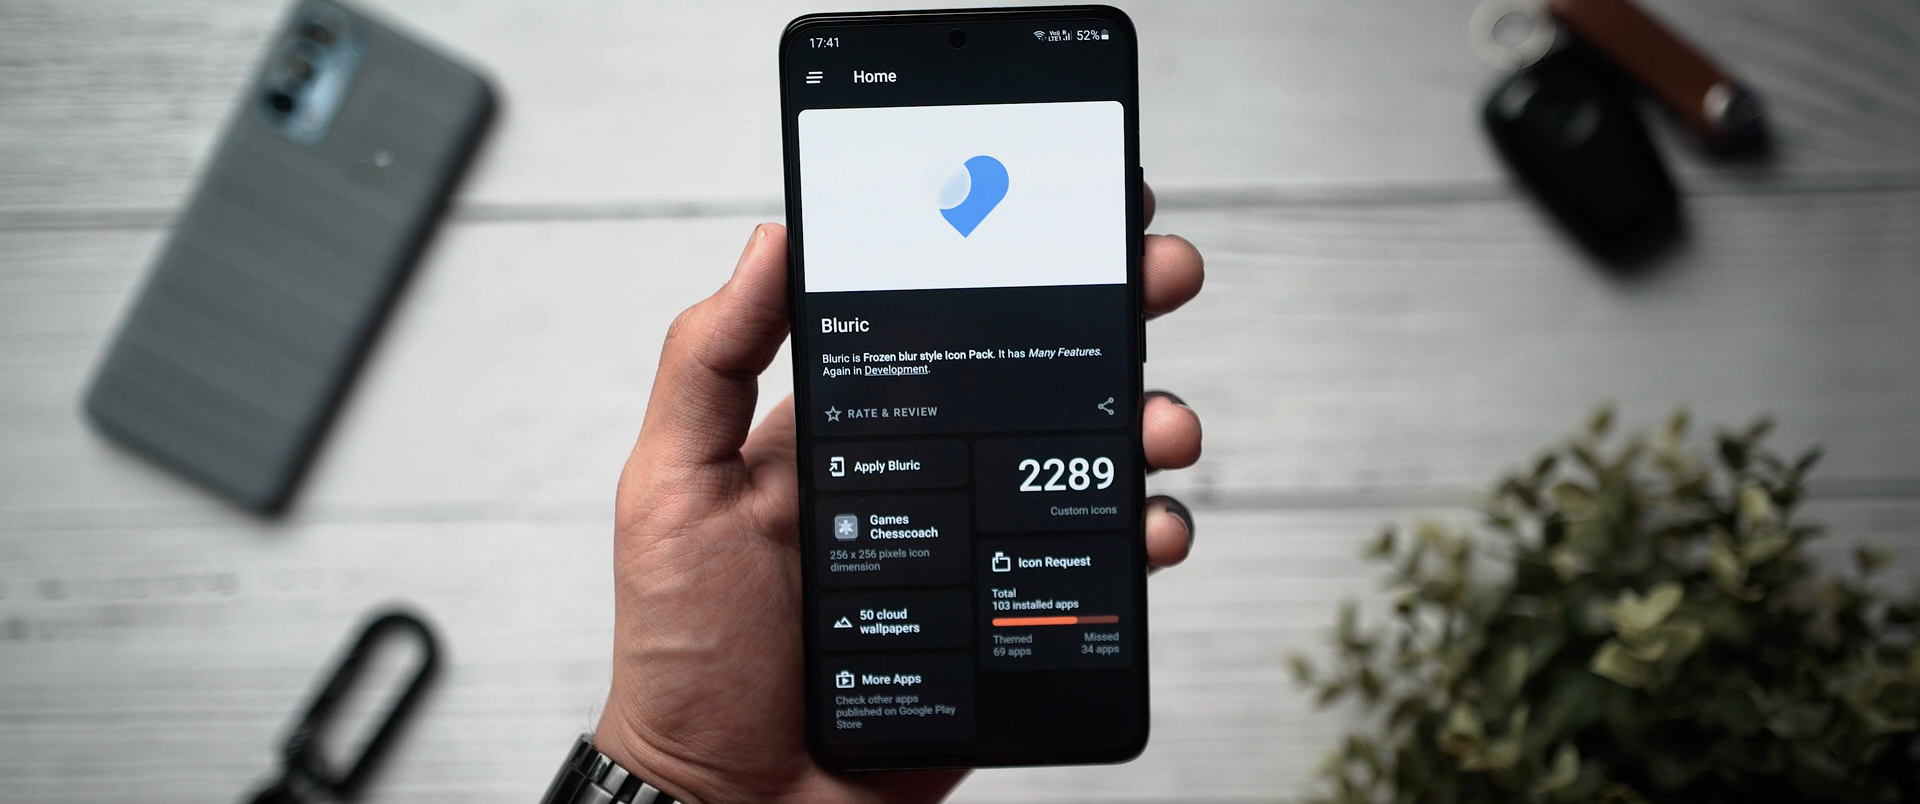 17:41
52%
Home
Bluric
Bluric is Frozen blur style Icon Pack. It has Many Features.
Again in Development.
RATE & REVIEW
Apply Bluric
2289
Custom icons
Games
Chesscoach
256 x 256 pixels icon
dimension
Icon Request
Total
103 installed apps
Themed
69 apps
Missed
34 apps
50 cloud
wallpapers
More Apps
Check other apps
published on Google Play
Store